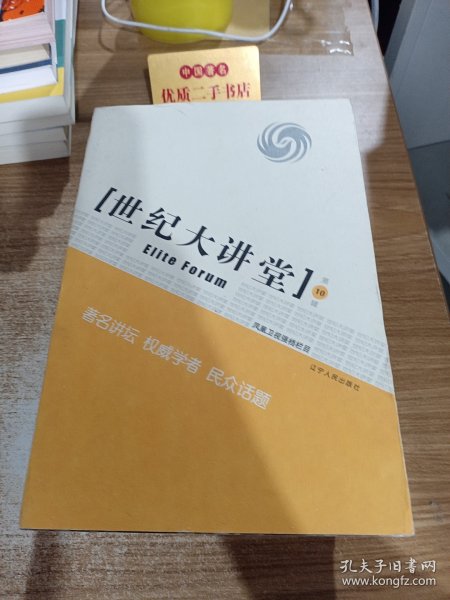 中国著名
优质二手书店
[世纪大讲堂]
Elite Forum
第
10
辑
凤凰卫视强档栏目
辽宁人民出版社
著名讲坛 权威学者 民众话题
孔夫子旧书网
www.kongfz.com